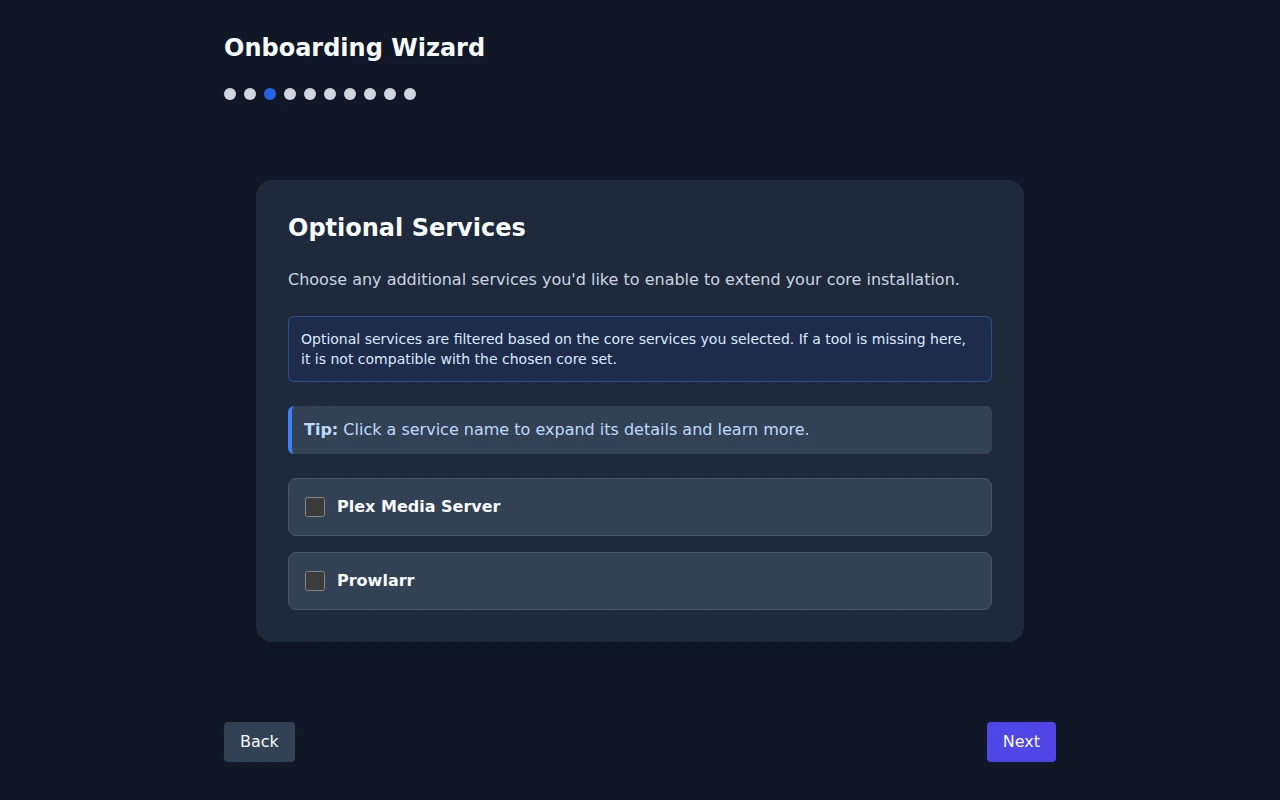 Onboarding Wizard
Optional Services
Choose any additional services you'd like to enable to extend your core installation.
Optional services are filtered based on the core services you selected. If a tool is missing here,
it is not compatible with the chosen core set.
Tip: Click a service name to expand its details and learn more.
Plex Media Server
Prowlarr
Back
Next